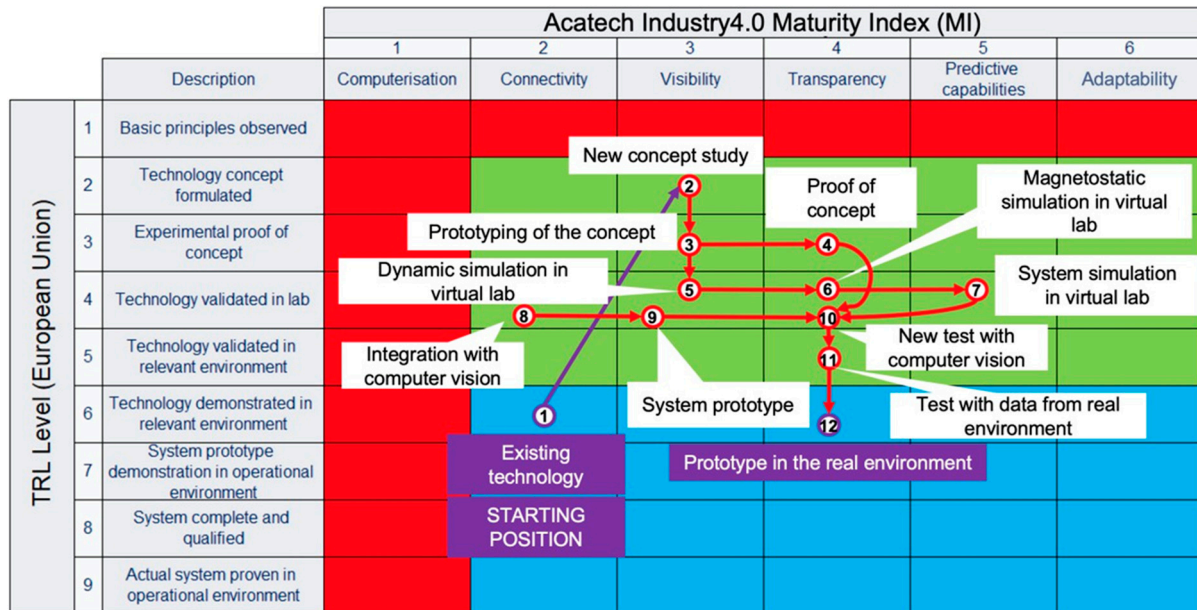 Acatech Industry4.0 Maturity Index (MI)
1 2 3 4 5 6
Description Computerisation Connectivity Visibility Transparency Predictive
capabilities Adaptability
TRL Level (European Union)
1 Basic principles observed
New concept study
2 Technology concept
formulated
2
Proof of
concept
Magnetostatic
simulation in virtual
lab
3 Experimental proof of
concept
Prototyping of the concept
3 4
Dynamic simulation in
virtual lab
System simulation
in virtual lab
4 Technology validated in lab
5 6 7
8 9 10
5 Technology validated in
relevant environment
Integration with
computer vision
New test with
computer vision
11
6 Technology demonstrated in
relevant environment
1
System prototype
Test with data from real
environment
12
7 System prototype
demonstration in operational
environment
Existing
technology
Prototype in the real environment
8 System complete and
qualified
STARTING
POSITION
9 Actual system proven in
operational environment